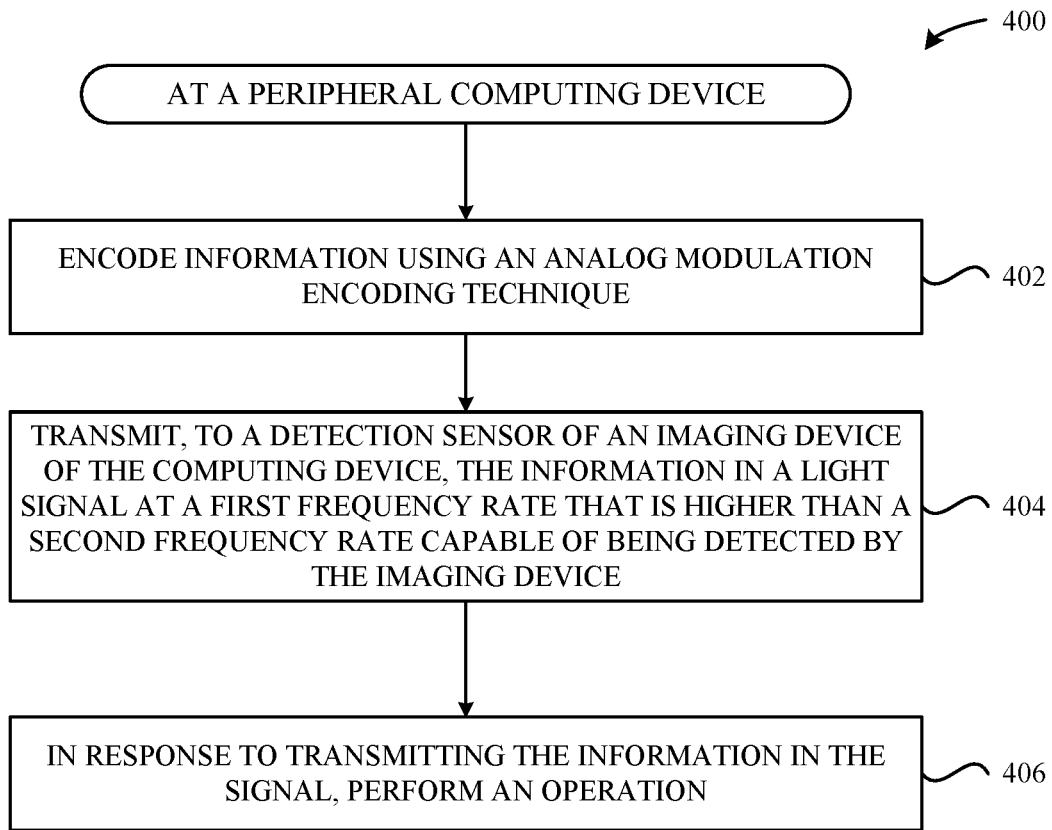 400
AT A PERIPHERAL COMPUTING DEVICE
ENCODE INFORMATION USING AN ANALOG MODULATION
ENCODING TECHNIQUE
402
TRANSMIT, TO A DETECTION SENSOR OF AN IMAGING DEVICE
OF THE COMPUTING DEVICE, THE INFORMATION IN A LIGHT
SIGNAL AT A FIRST FREQUENCY RATE THAT IS HIGHER THAN A
SECOND FREQUENCY RATE CAPABLE OF BEING DETECTED BY
THE IMAGING DEVICE
404
IN RESPONSE TO TRANSMITTING THE INFORMATION IN THE
SIGNAL, PERFORM AN OPERATION
406